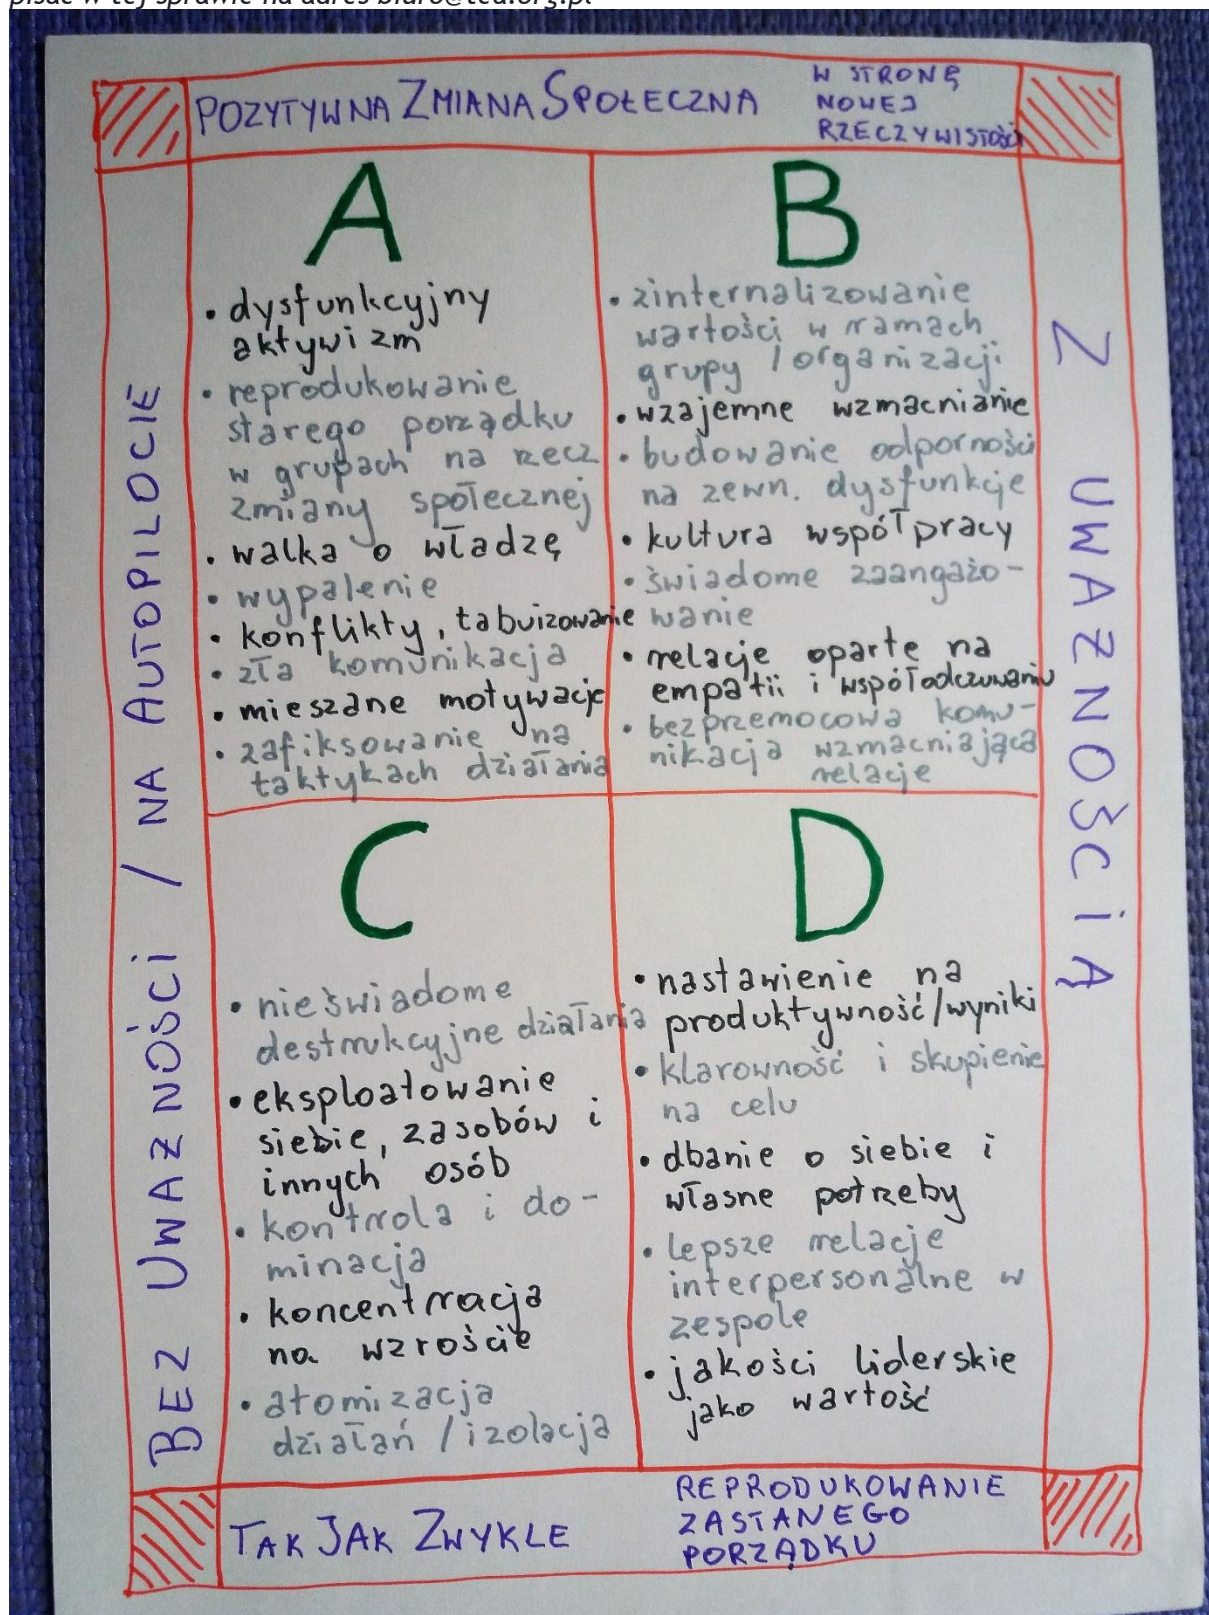 pisać w tej sprawie na adres biuro@lcd.org.pl
POZYTYWNA ZMIANA SPOŁECZNA
W STRONĘ
NOWEJ
RZECZYWISTOŚCI
BEZ UWAŻNOŚCI / NA AUTOPILOCIE
A
• dysfunkcyjny
aktywizm
• reprodukowanie
starego porządku
w grupach na rzecz
zmiany społecznej
• walka o władzę
• wypalenie
• konflikty, tabuizowanie
• zła komunikacja
• mieszane motywacje
• zafiksowanie na
taktykach działania
B
• zinternalizowanie
wartości w ramach
grupy / organizacji
• wzajemne wzmacnianie
• budowanie odporności
na zewn. dysfunkcje
• kultura współpracy
• świadome zaangażo-
wanie
• relacje oparte na
empatii i współodczuwaniu
• bezprzemocowa komu-
nikacja wzmacniająca
relacje
Z UWAŻNOŚCIĄ
C
• nieświadome
destrukcyjne działania
• eksploatowanie
siebie, zasobów i
innych osób
• kontrola i do-
minacja
• koncentracja
na wzroście
• atomizacja
działań / izolacja
D
• nastawienie na
produktywność/wyniki
• klarowność i skupienie
na celu
• dbanie o siebie i
własne potrzeby
• lepsze relacje
interpersonalne w
zespole
• jakości liderskie
jako wartość
TAK JAK ZWYKLE
REPRODUKOWANIE
ZASTANEGO
PORZĄDKU